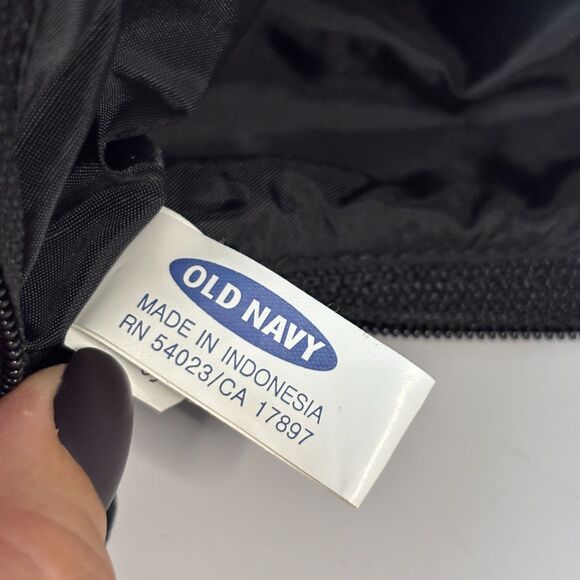 OLD NAVY
MADE IN INDONESIA
RN 54023/CA 17897